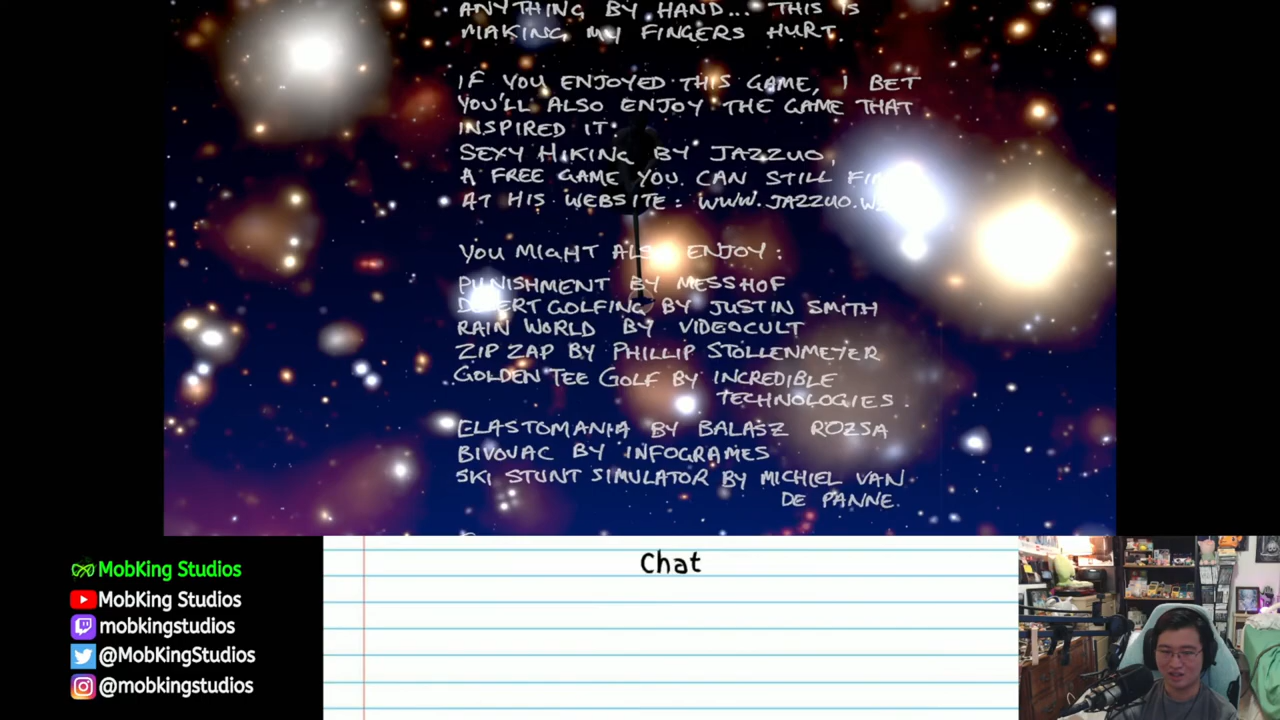 ANYTHING BY HAND... THIS IS
MAKING MY FINGERS HURT.
IF YOU ENJOYED THIS GAME, I BET
YOU'LL ALSO ENJOY THE GAME THAT
INSPIRED IT:
SEXY HIKING BY JAZZUO,
A FREE GAME YOU CAN STILL
AT HIS WEBSITE:
YOU MIGHT ALSO ENJOY:
PUNISHMENT BY MESSHOF
DESERT GOLFING BY JUSTIN SMITH
RAIN WORLD BY VIDEOCULT
ZIP ZAP BY PHILLIP STOLLENMEYER
GOLDEN TEE GOLF BY INCREDIBLE
TECHNOLOGIES.
ELASTOMANIA BY BALASZ ROZSA
BIVOUAC BY INFOGRAMES
SKI STUNT SIMULATOR BY MICHIEL VAN
DE PANNE.
Chat
MobKing Studios
MobKing Studios
mobkingstudios
@MobKingStudios
@mobkingstudios